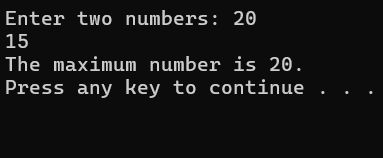 Enter two numbers: 20
15
The maximum number is 20.
Press any key to continue . . .